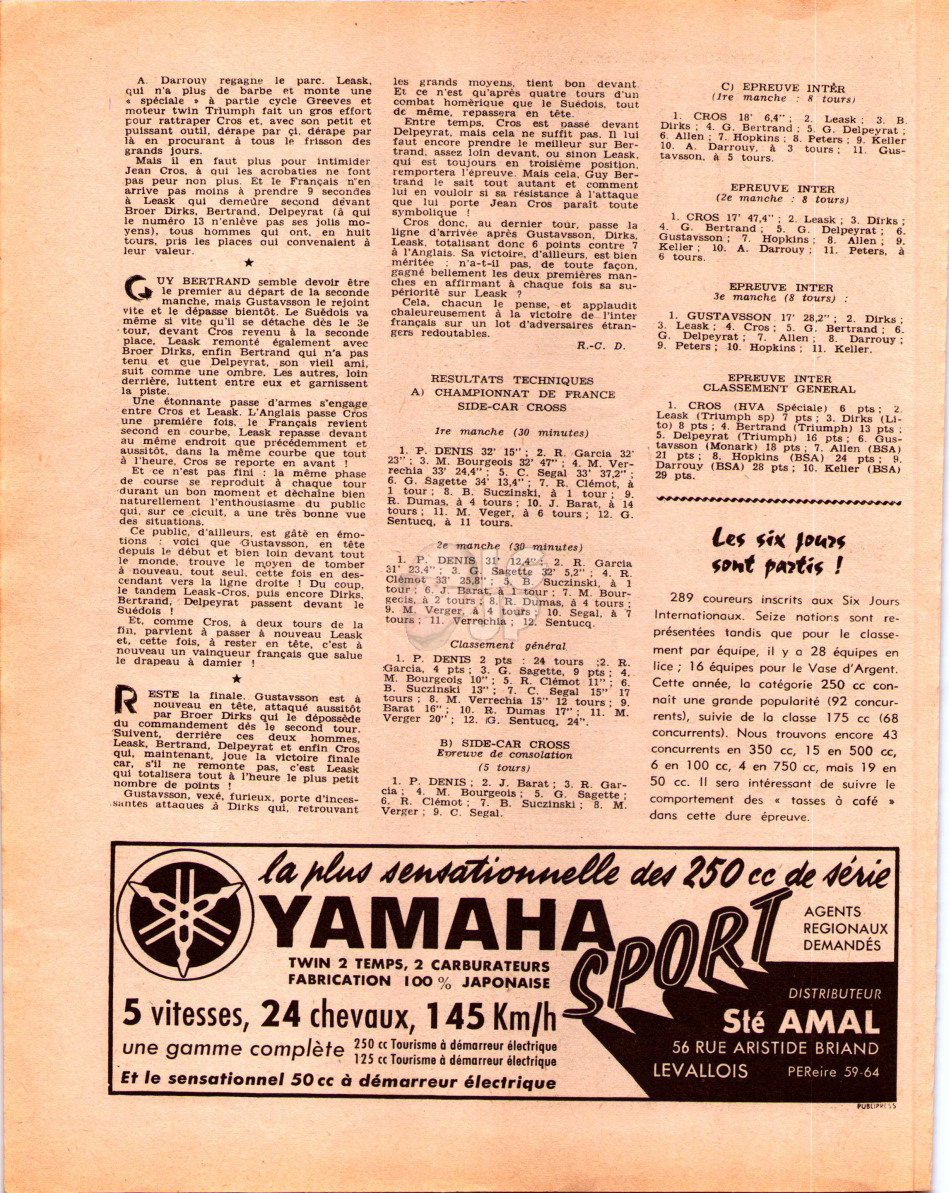 A. Darrouy regagne le parc. Leask,
qui n'a plus de barbe et monte une
« spéciale » à partie cycle Greeves et
moteur twin Triumph fait un gros effort
pour rattraper Cros et, avec son petit et
puissant outil, dérape par çi, dérape par
là en procurant à tous le frisson des
grands jours.
Mais il en faut plus pour intimider
Jean Cros, à qui les acrobaties ne font
pas peur non plus. Et le Français n'en
arrive pas moins à prendre 9 secondes
à Leask qui demeure second devant
Broer Dirks, Bertrand, Delpeyrat (à qui
le numéro 13 n'enlève pas ses jolis mo-
yens), tous hommes qui ont, en huit
tours, pris les places oui convenaient à
leur valeur.
★
GUY BERTRAND semble devoir être
le premier au départ de la seconde
manche, mais Gustavsson le rejoint
vite et le dépasse bientôt. Le Suédois va
même si vite qu'il se détache dès le 3e
tour, devant Cros revenu à la seconde
place, Leask remonté également avec
Broer Dirks, enfin Bertrand qui n'a pas
tenu et que Delpeyrat, son vieil ami,
suit comme une ombre. Les autres, loin
derrière, luttent entre eux et garnissent
la piste.
Une étonnante passe d'armes s'engage
entre Cros et Leask. L'Anglais passe Cros
une première fois, le Français revient
second en courbe, Leask repasse devant
au même endroit que précédemment et
aussitôt, dans la même courbe que tout
à l'heure, Cros se reporte en avant !
Et ce n'est pas fini : la même phase
de course se reproduit à chaque tour
durant un bon moment et déchaîne bien
naturellement l'enthousiasme du public
qui, sur ce cicuit, a une très bonne vue
des situations.
Ce public, d'ailleurs, est gâté en émo-
tions : voici que Gustavsson, en tête
depuis le début et bien loin devant tout
le monde, trouve le moyen de tomber
à nouveau, tout seul, cette fois en des-
cendant vers la ligne droite ! Du coup,
le tandem Leask-Cros, puis encore Dirks,
Bertrand, Delpeyrat passent devant le
Suédois !
Et, comme Cros, à deux tours de la
fin, parvient à passer à nouveau Leask
et, cette fois, à rester en tête, c'est à
nouveau un vainqueur français que salue
le drapeau à damier !
★
RESTE la finale. Gustavsson est à
nouveau en tête, attaqué aussitôt
par Broer Dirks qui le dépossède
du commandement dès le second tour.
Suivent, derrière ces deux hommes,
Leask, Bertrand, Delpeyrat et enfin Cros
qui, maintenant, joue la victoire finale
car, s'il ne remonte pas, c'est Leask
qui totalisera tout à l'heure le plus petit
nombre de points !
Gustavsson, vexé, furieux, porte d'inces-
santes attaques à Dirks qui, retrouvant
les grands moyens, tient bon devant
Et ce n'est qu'après quatre tours d'un
combat homérique que le Suédois, tout
de même, repassera en tête.
Entre temps, Cros est passé devant
Delpeyrat, mais cela ne suffit pas. Il lui
faut encore prendre le meilleur sur Ber-
trand, assez loin devant, ou sinon Leask,
qui est toujours en troisième position,
remportera l'épreuve. Mais cela, Guy Ber-
trand le sait tout autant et comment
lui en vouloir si sa résistance à l'attaque
que lui porte Jean Cros paraît toute
symbolique !
Cros donc, au dernier tour, passe la
ligne d'arrivée après Gustavsson, Dirks,
Leask, totalisant donc 6 points contre 7
à l'Anglais. Sa victoire, d'ailleurs, est bien
méritée : n'a-t-il pas, de toute façon,
gagné bellement les deux premières man-
ches en affirmant à chaque fois sa su-
périorité sur Leask ?
Cela, chacun le pense, et applaudit
chaleureusement à la victoire de l'inter
français sur un lot d'adversaires étran-
gers redoutables.
R.-C. D.
RESULTATS TECHNIQUES
A) CHAMPIONNAT DE FRANCE
SIDE-CAR CROSS
1re manche (30 minutes)
1. P. DENIS 32' 15" ; 2. R. Garcia 32'
23" ; 3. M. Bourgeois 32' 47" ; 4. M. Ver-
rechia 33' 24,4" ; 5. C. Segal 33' 37,2" ;
6. G. Sagette 34' 13,4" ; 7. R. Clémot, à
1 tour ; 8. B. Suczinski, à 1 tour ; 9.
R. Dumas, à 4 tours ; 10. J. Barat, à 14
tours ; 11. M. Veger, à 6 tours ; 12. G.
Sentucq, à 11 tours.
2e manche (30 minutes)
1. P. DENIS 31' 12,4" ; 2. R. Garcia
31' 23,4" ; 3. G. Sagette 32' 5,2" ; 4. R.
Clémot 33' 25,8" ; 5. B. Suczinski, à 1
tour ; 6. J. Barat, à 1 tour ; 7. M. Bour-
geois, à 2 tours ; 8. R. Dumas, à 4 tours ;
9. M. Verger, à 4 tours ; 10. Segal, à 7
tours ; 11. Verrechia ; 12. Sentucq.
Classement général
1. P. DENIS 2 pts : 24 tours ;2. R.
Garcia, 4 pts ; 3. G. Sagette, 9 pts ; 4.
M. Bourgeois 10" ; 5. R. Clémot 11" ; 6.
B. Suczinski 13" ; 7. C. Segal 15" 17
tours ; 8. M. Verrechia 15" 12 tours ; 9.
Barat 16" ; 10. R. Dumas 17" ; 11. M.
Verger 20" ; 12. G. Sentucq, 24".
B) SIDE-CAR CROSS
Epreuve de consolation
(5 tours)
1. P. DENIS ; 2. J. Barat ; 3. R. Gar-
cia ; 4. M. Bourgeois ; 5. G. Sagette ;
6. R. Clémot ; 7. B. Suczinski ; 8. M.
Verger ; 9. C. Segal.
C) EPREUVE INTER
(1re manche : 8 tours)
1. CROS 18' 6,4" ; 2. Leask ; 3. B.
Dirks ; 4. G. Bertrand ; 5. G. Delpeyrat ;
6. Allen ; 7. Hopkins ; 8. Peters ; 9. Keller
10. A. Darrouy, à 3 tours ; 11. Gus-
tavsson, à 5 tours.
EPREUVE INTER
(2e manche : 8 tours)
1. CROS 17' 47,4" ; 2. Leask ; 3. Dirks ;
4. G. Bertrand ; 5. G. Delpeyrat ; 6.
Gustavsson ; 7. Hopkins ; 8. Allen ; 9.
Keller ; 10. A. Darrouy ; 11. Peters, à
6 tours.
EPREUVE INTER
3e manche (8 tours) :
1. GUSTAVSSON 17' 28,2" ; 2. Dirks ;
3. Leask ; 4. Cros ; 5. G. Bertrand ; 6.
G. Delpeyrat ; 7. Allen ; 8. Darrouy ;
9. Peters ; 10. Hopkins ; 11. Keller.
EPREUVE INTER
CLASSEMENT GENERAL
1. CROS (HVA Spéciale) 6 pts ; 2.
Leask (Triumph sp) 7 pts ; 3. Dirks (Li-
to) 8 pts ; 4. Bertrand (Triumph) 13 pts ;
5. Delpeyrat (Triumph) 16 pts ; 6. Gus-
tavsson (Monark) 18 pts ; 7. Allen (BSA)
21 pts ; 8. Hopkins (BSA) 24 pts ; 9.
Darrouy (BSA) 28 pts ; 10. Keller (BSA)
29 pts.
Les six jours
sont partis !
289 coureurs inscrits aux Six Jours
Internationaux. Seize nations sont re-
présentées tandis que pour le classe-
ment par équipe, il y a 28 équipes en
lice ; 16 équipes pour le Vase d'Argent.
Cette année, la catégorie 250 cc con-
nait une grande popularité (92 concur-
rents), suivie de la classe 175 cc (68
concurrents). Nous trouvons encore 43
concurrents en 350 cc, 15 en 500 cc,
6 en 100 cc, 4 en 750 cc, mais 19 en
50 cc. Il sera intéressant de suivre le
comportement des « tasses à café »
dans cette dure épreuve.
la plus sensationnelle des 250 cc de série
YAMAHA
SPORT
TWIN 2 TEMPS, 2 CARBURATEURS
FABRICATION 100 % JAPONAISE
5 vitesses, 24 chevaux, 145 Km/h
une gamme complète
250 cc Tourisme à démarreur électrique
125 cc Tourisme à démarreur électrique
Et le sensationnel 50 cc à démarreur électrique
AGENTS
REGIONAUX
DEMANDÉS
DISTRIBUTEUR
Sté AMAL
56 RUE ARISTIDE BRIAND
LEVALLOIS PEReire 59-64
PUBLIPRESS